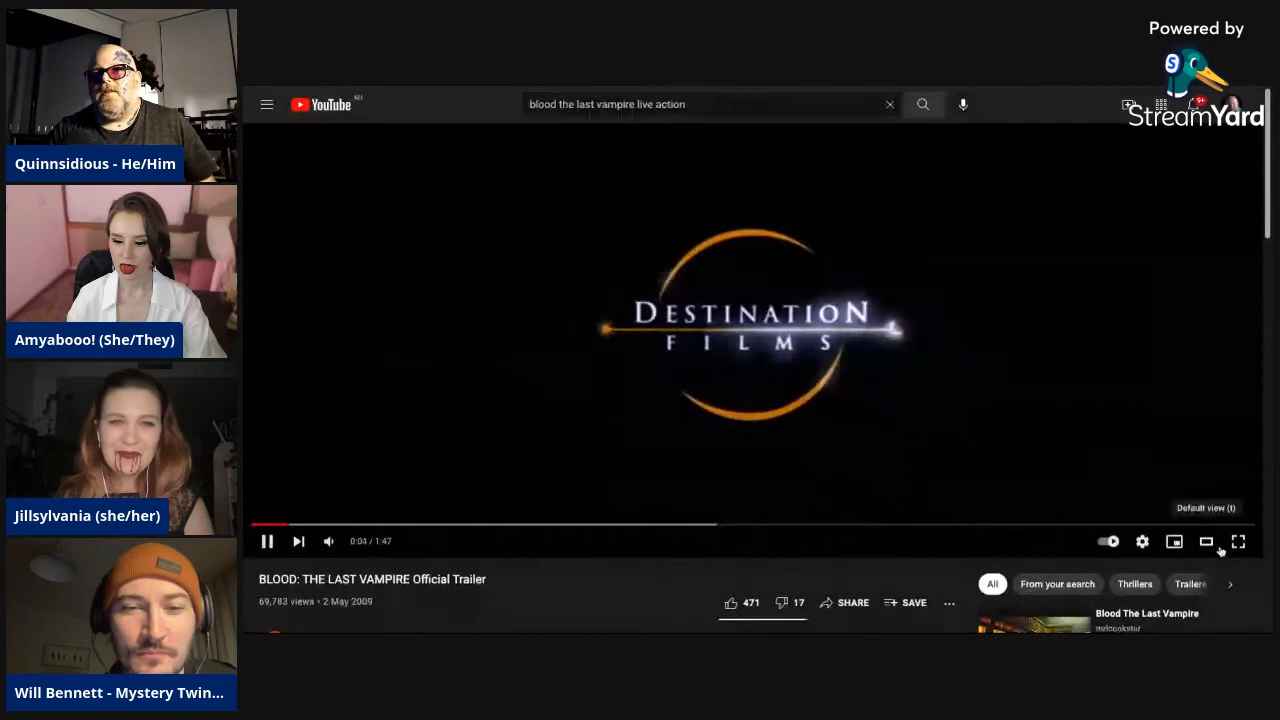 Powered by
StreamYard
YouTube
blood the last vampire live action
9+
Quinnsidious - He/Him
Amyabooo! (She/They)
Jillsylvania (she/her)
Will Bennett - Mystery Twin...
DESTINATION
FILMS
Default view (t)
0:04 / 1:47
BLOOD: THE LAST VAMPIRE Official Trailer
69,783 views • 2 May 2009
471
17
SHARE
SAVE
All
From your search
Thrillers
Trailers
Blood The Last Vampire